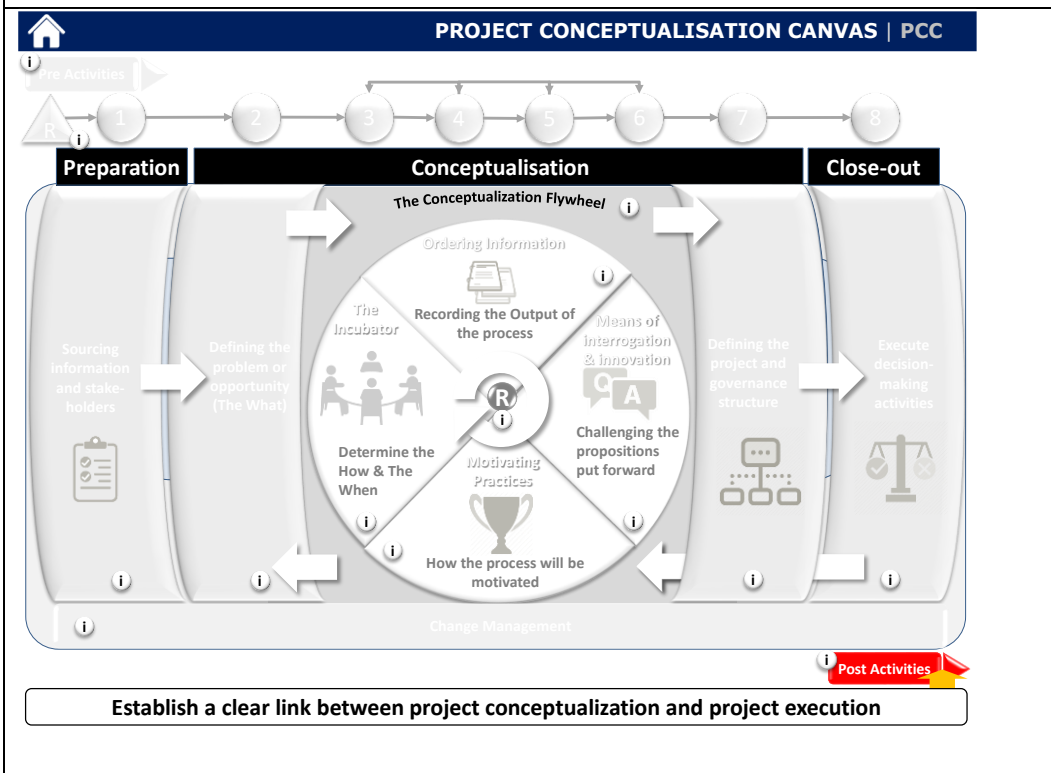 PROJECT CONCEPTUALISATION CANVAS | PCC
i
Pre Activities
R
i
1
2
3
4
5
6
7
8
Preparation
Conceptualisation
Close-out
The Conceptualization Flywheel
i
Sourcing
information
and stake-
holders
i
Defining the
problem or
opportunity
(The What)
i
Ordering Information
i
Recording the Output of
the process
The
Incubator
Determine the
How & The
When
i
Means of
interrogation
& innovation
Q A
Challenging the
propositions
put forward
i
R
i
Motivating
Practices
How the process will be
motivated
i
Defining the
project and
governance
structure
i
Execute
decision-
making
activities
i
i
Change Management
i
Post Activities
Establish a clear link between project conceptualization and project execution